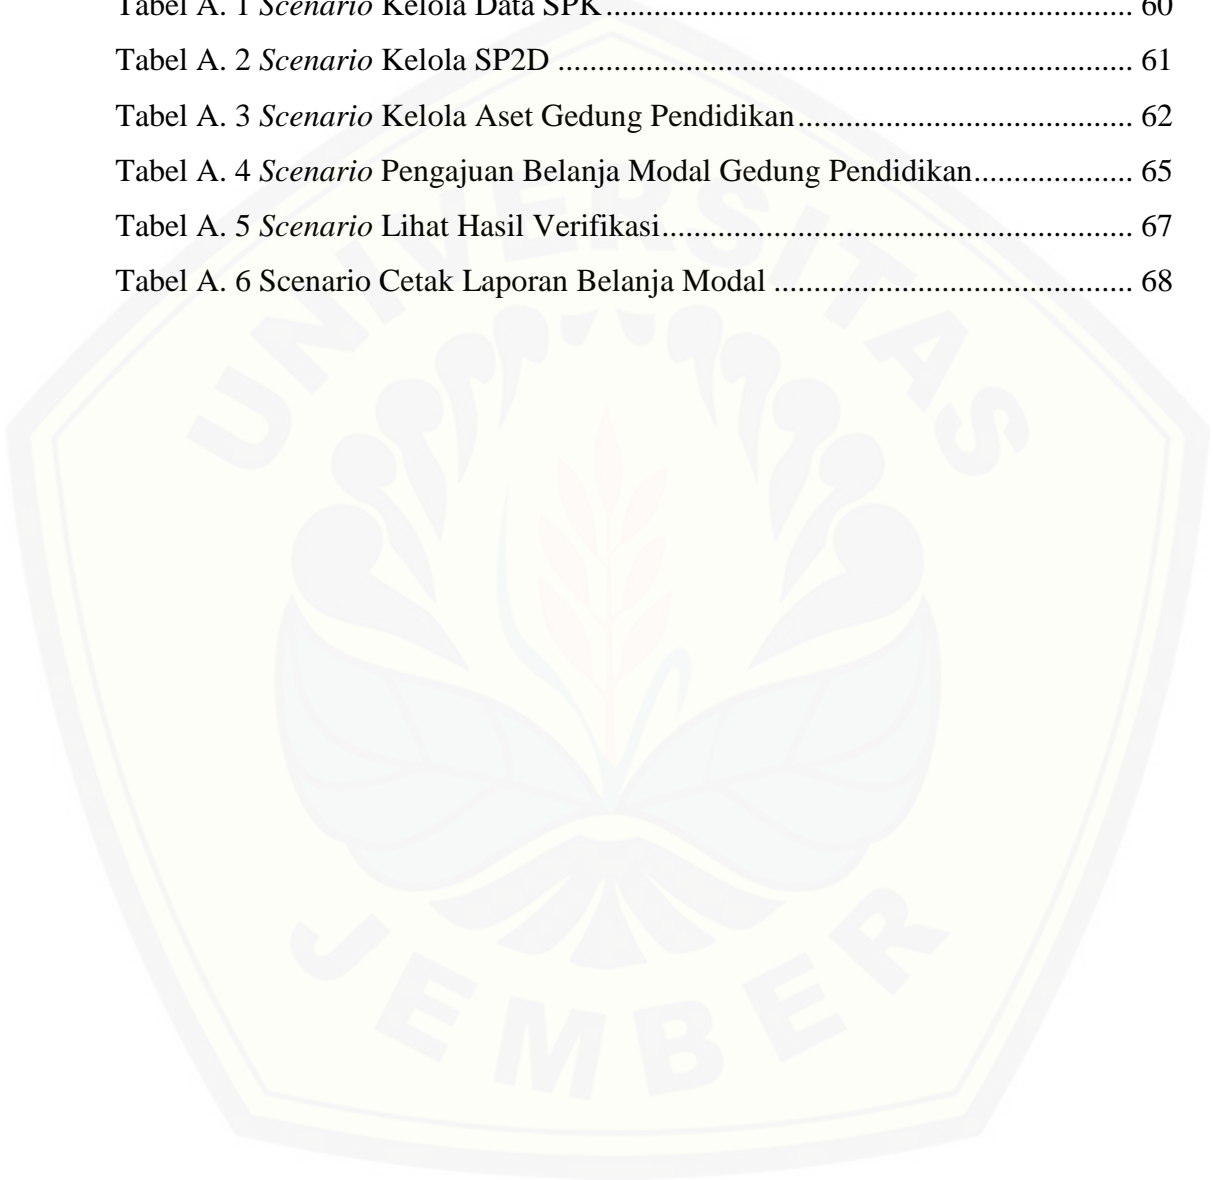 Tabel A. 1 Scenario Kelola Data SPK.................................................................. 60
Tabel A. 2 Scenario Kelola SP2D ........................................................................ 61
Tabel A. 3 Scenario Kelola Aset Gedung Pendidikan.......................................... 62
Tabel A. 4 Scenario Pengajuan Belanja Modal Gedung Pendidikan.................... 65
Tabel A. 5 Scenario Lihat Hasil Verifikasi........................................................... 67
Tabel A. 6 Scenario Cetak Laporan Belanja Modal ............................................. 68
UNIVERSITAS
JEMBER